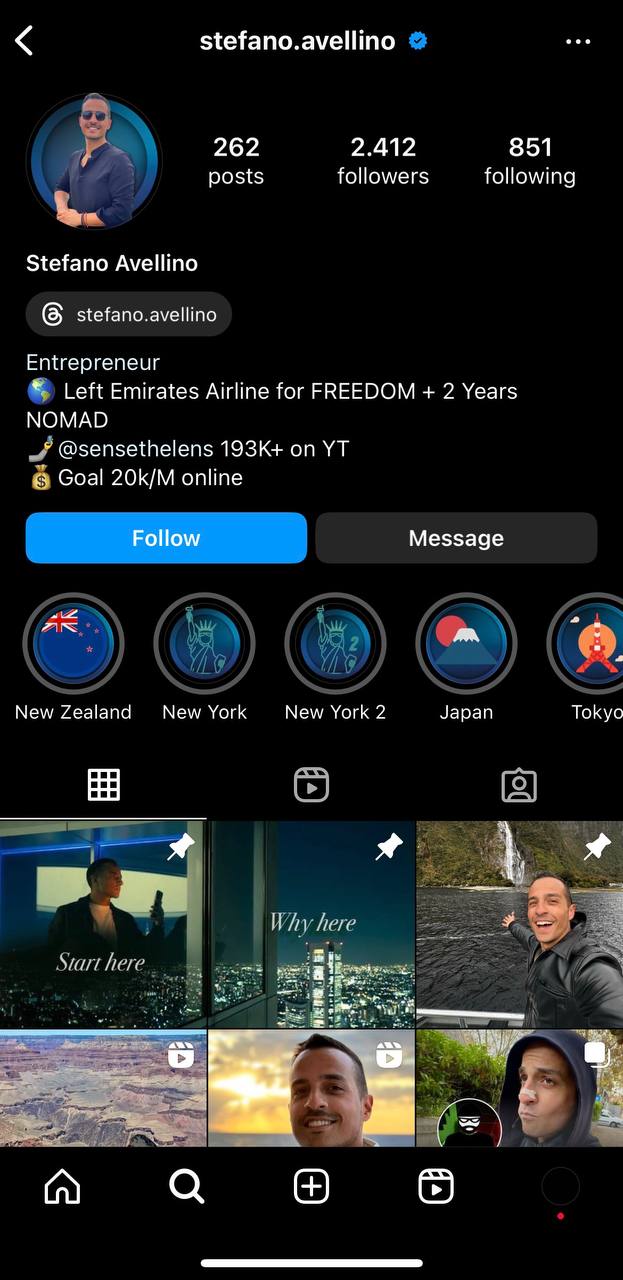 stefano.avellino
262 2.412 851
posts followers following
Stefano Avellino
stefano.avellino
Entrepreneur
🌎 Left Emirates Airline for FREEDOM + 2 Years
NOMAD
🤳@sensethelens 193K+ on YT
💰Goal 20k/M online
Follow Message
2
New Zealand New York New York 2 Japan Tokyo
Why here
Start here